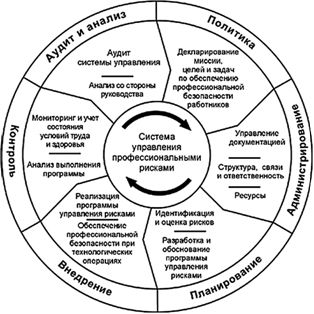 Аудит и анализ
Политика
Администрирование
Планирование
Внедрение
Контроль
Аудит
системы управления
Анализ со стороны
руководства
Декларирование
миссии,
целей и задач
по обеспечению
профессиональной
безопасности
работников
Управление
документацией
Структура, связи
и ответственность
Ресурсы
Идентификация
и оценка рисков
Разработка и
обоснование
программы
управления
рисками
Реализация
программы
управления рисками
Обеспечение
профессиональной
безопасности при
технологических
операциях
Мониторинг и учет
состояния
условий труда
и здоровья
Анализ выполнения
программы
Система
управления
профессиональными
рисками